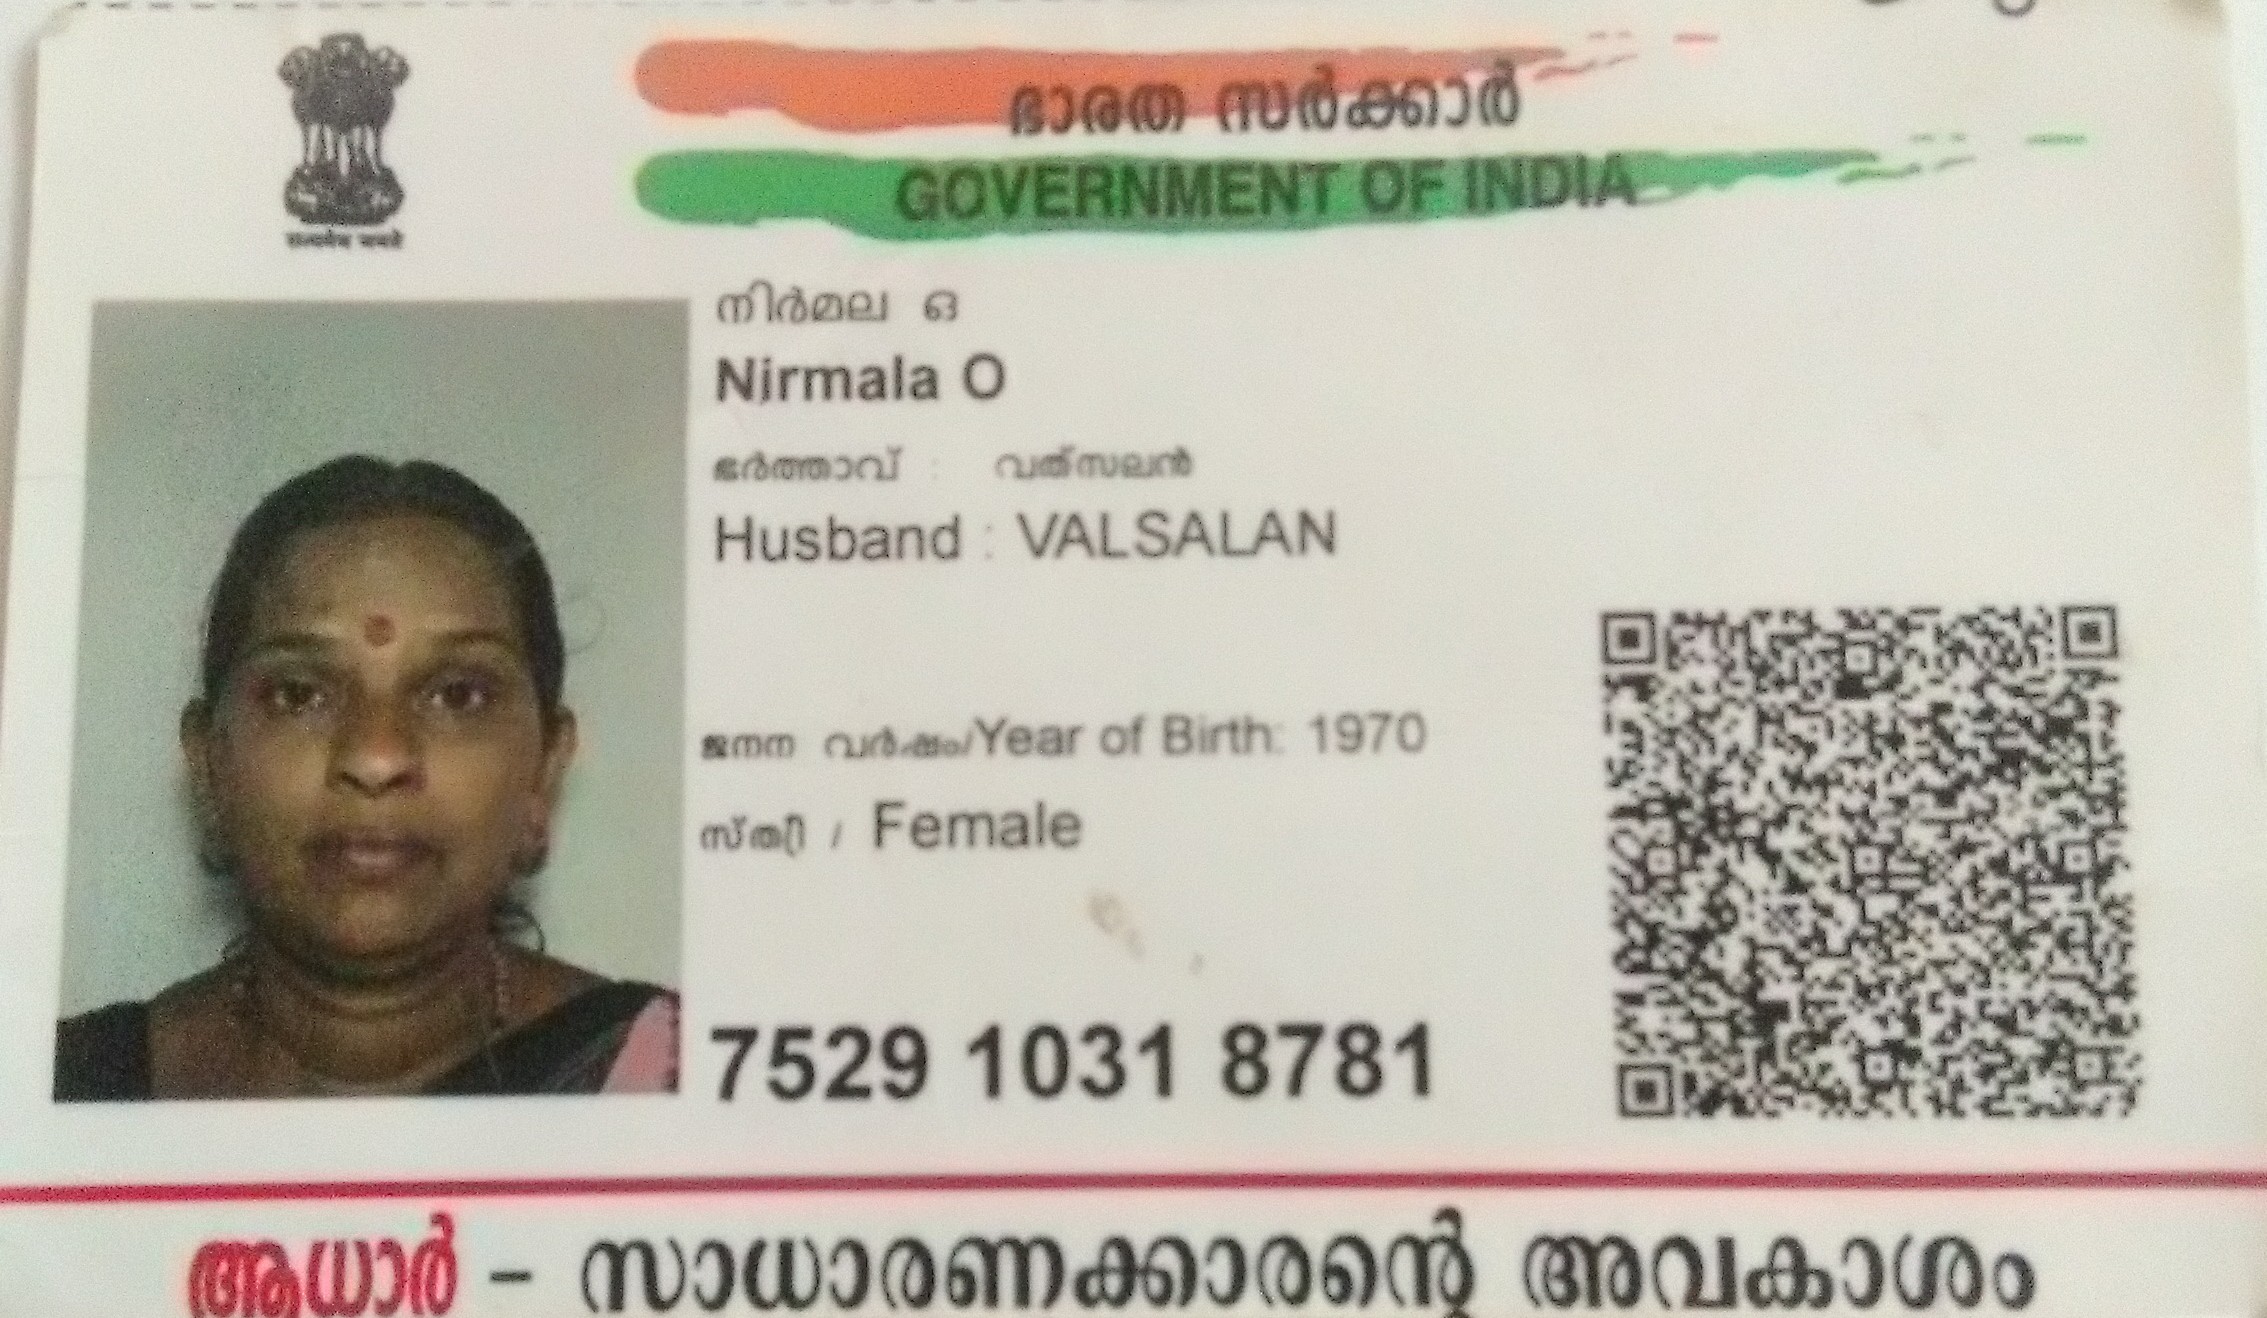 ഭാരത സർക്കാർ
GOVERNMENT OF INDIA
सत्यमेव जयते
നിർമല ഒ
Nirmala O
ഭർത്താവ് : വത്സലൻ
Husband : VALSALAN
ജനന വർഷം/Year of Birth: 1970
സ്ത്രീ / Female
7529 1031 8781
ആധാർ – സാധാരണക്കാരന്റെ അവകാശം